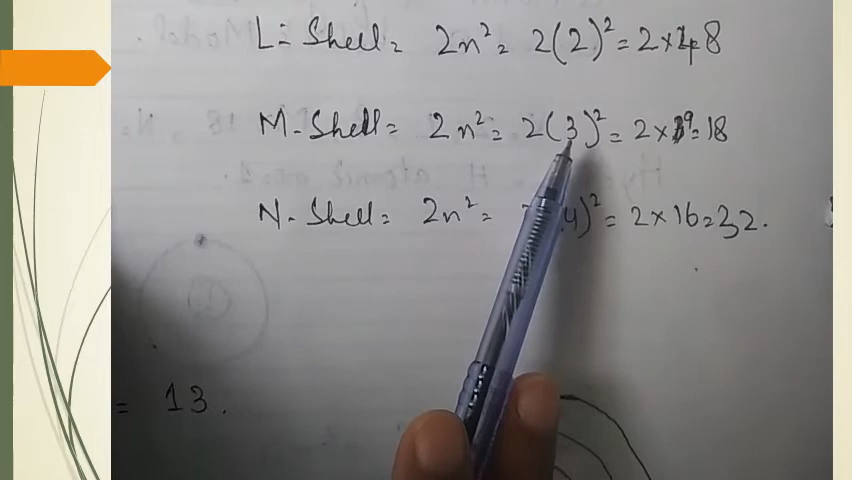 L = Shell = 2n² = 2(2)² = 2×4 8
M-Shell = 2n² = 2(3)² = 2×9 = 18
N-Shell = 2n² = 4)² = 2×16 = 32.
= 13.